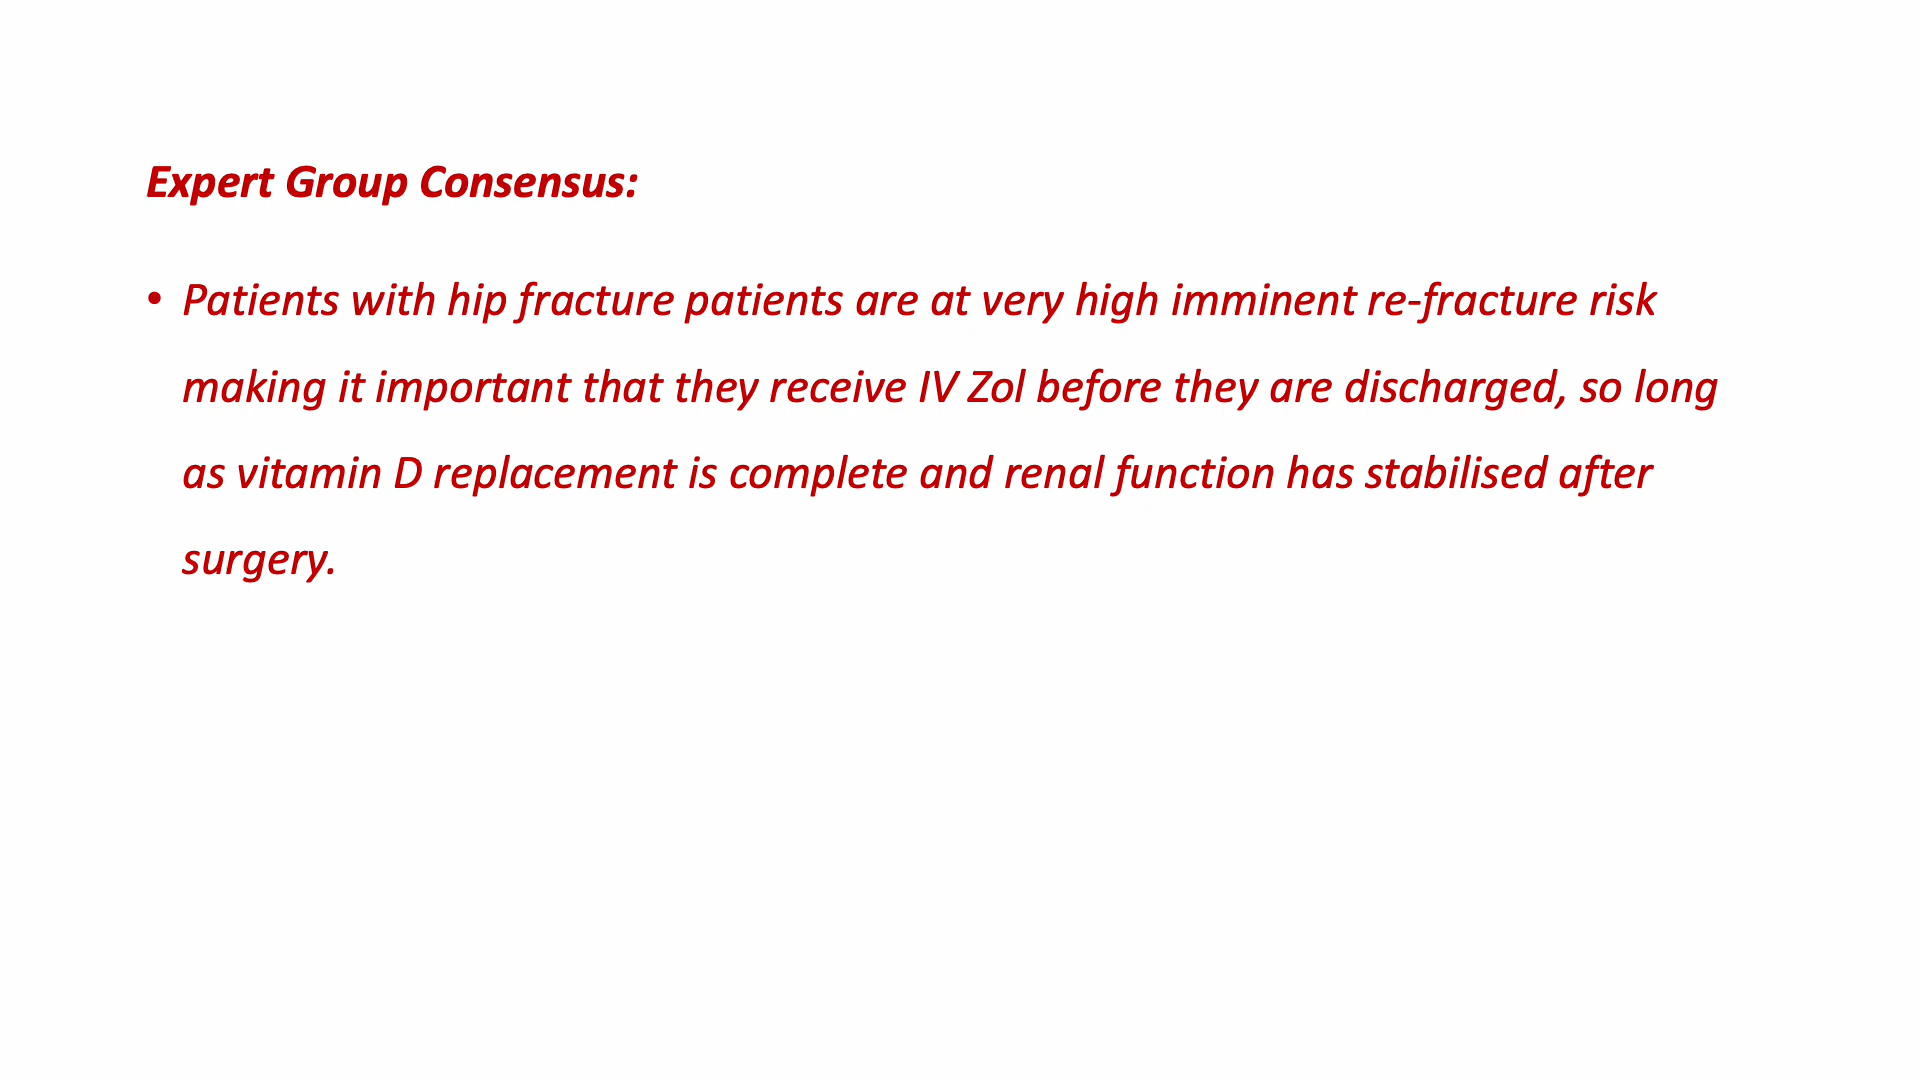 Expert Group Consensus:
• Patients with hip fracture patients are at very high imminent re-fracture risk
making it important that they receive IV Zol before they are discharged, so long
as vitamin D replacement is complete and renal function has stabilised after
surgery.